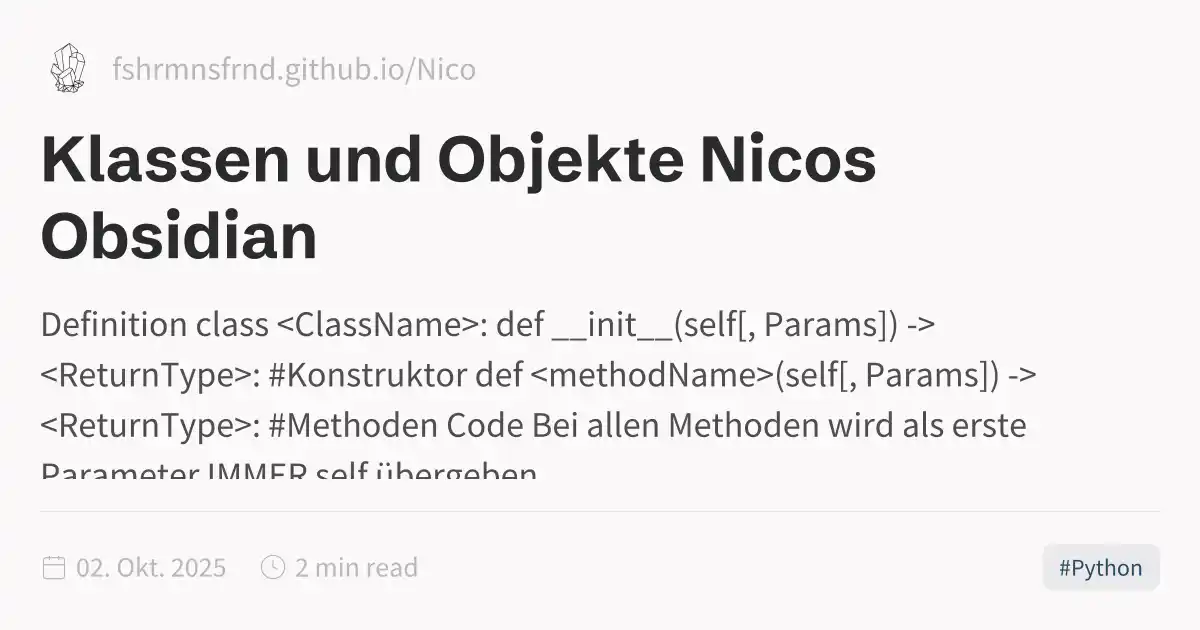 fshrmnsfrnd.github.io/Nico
Klassen und Objekte Nicos
Obsidian
Definition class <ClassName>: def __init__(self[, Params]) ->
<ReturnType>: #Konstruktor def <methodName>(self[, Params]) ->
<ReturnType>: #Methoden Code Bei allen Methoden wird als erste
Parameter IMMER self übergeben
02. Okt. 2025
2 min read
#Python